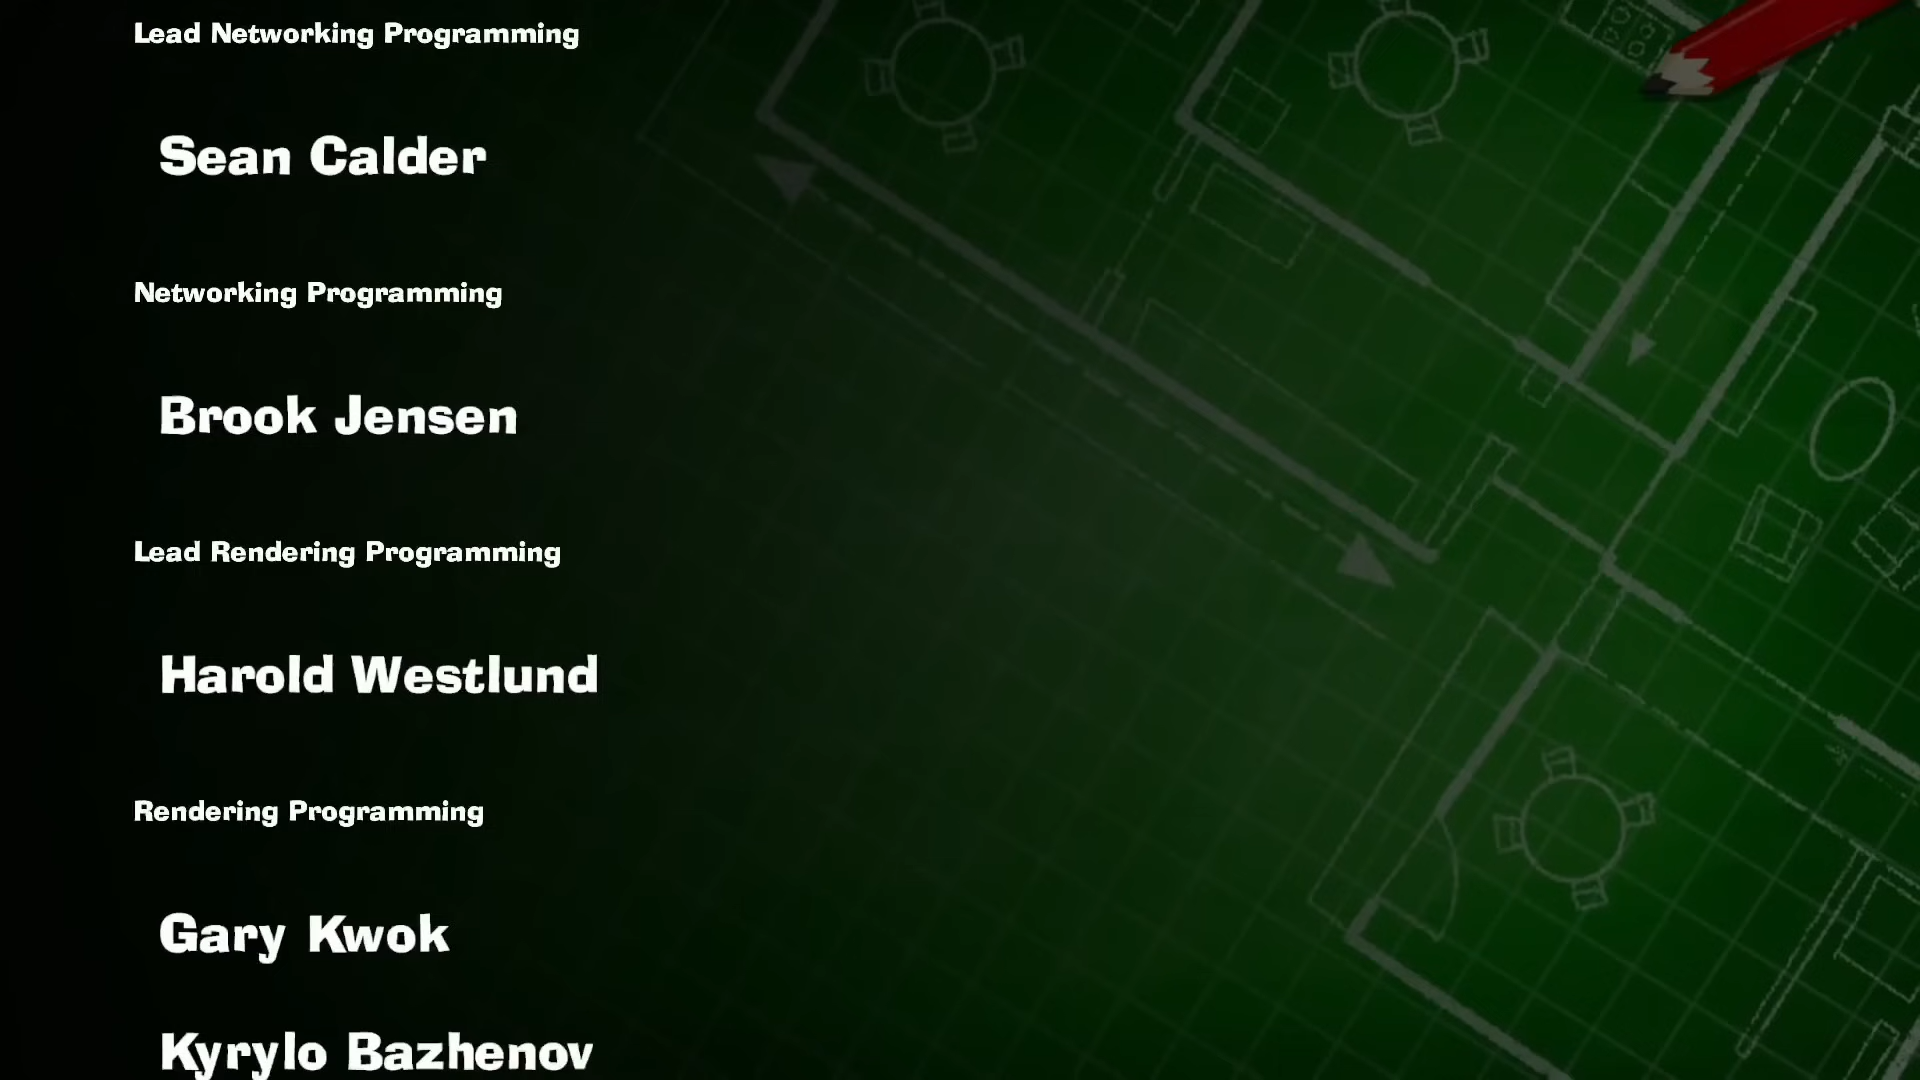 Lead Networking Programming
Sean Calder
Networking Programming
Brook Jensen
Lead Rendering Programming
Harold Westlund
Rendering Programming
Gary Kwok
Kyrylo Bazhenov